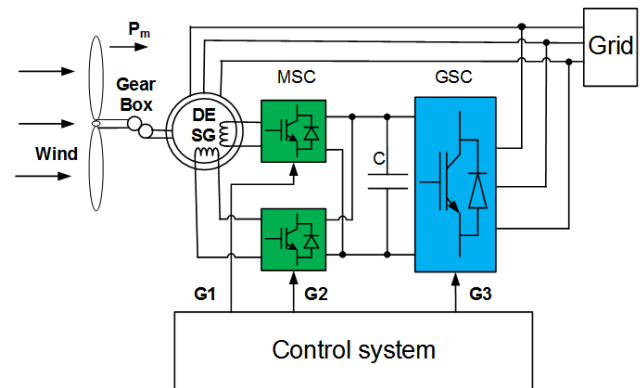 Pm
Grid
MSC
GSC
Gear
Box
DE
SG
Wind
C
G1
G2
G3
Control system